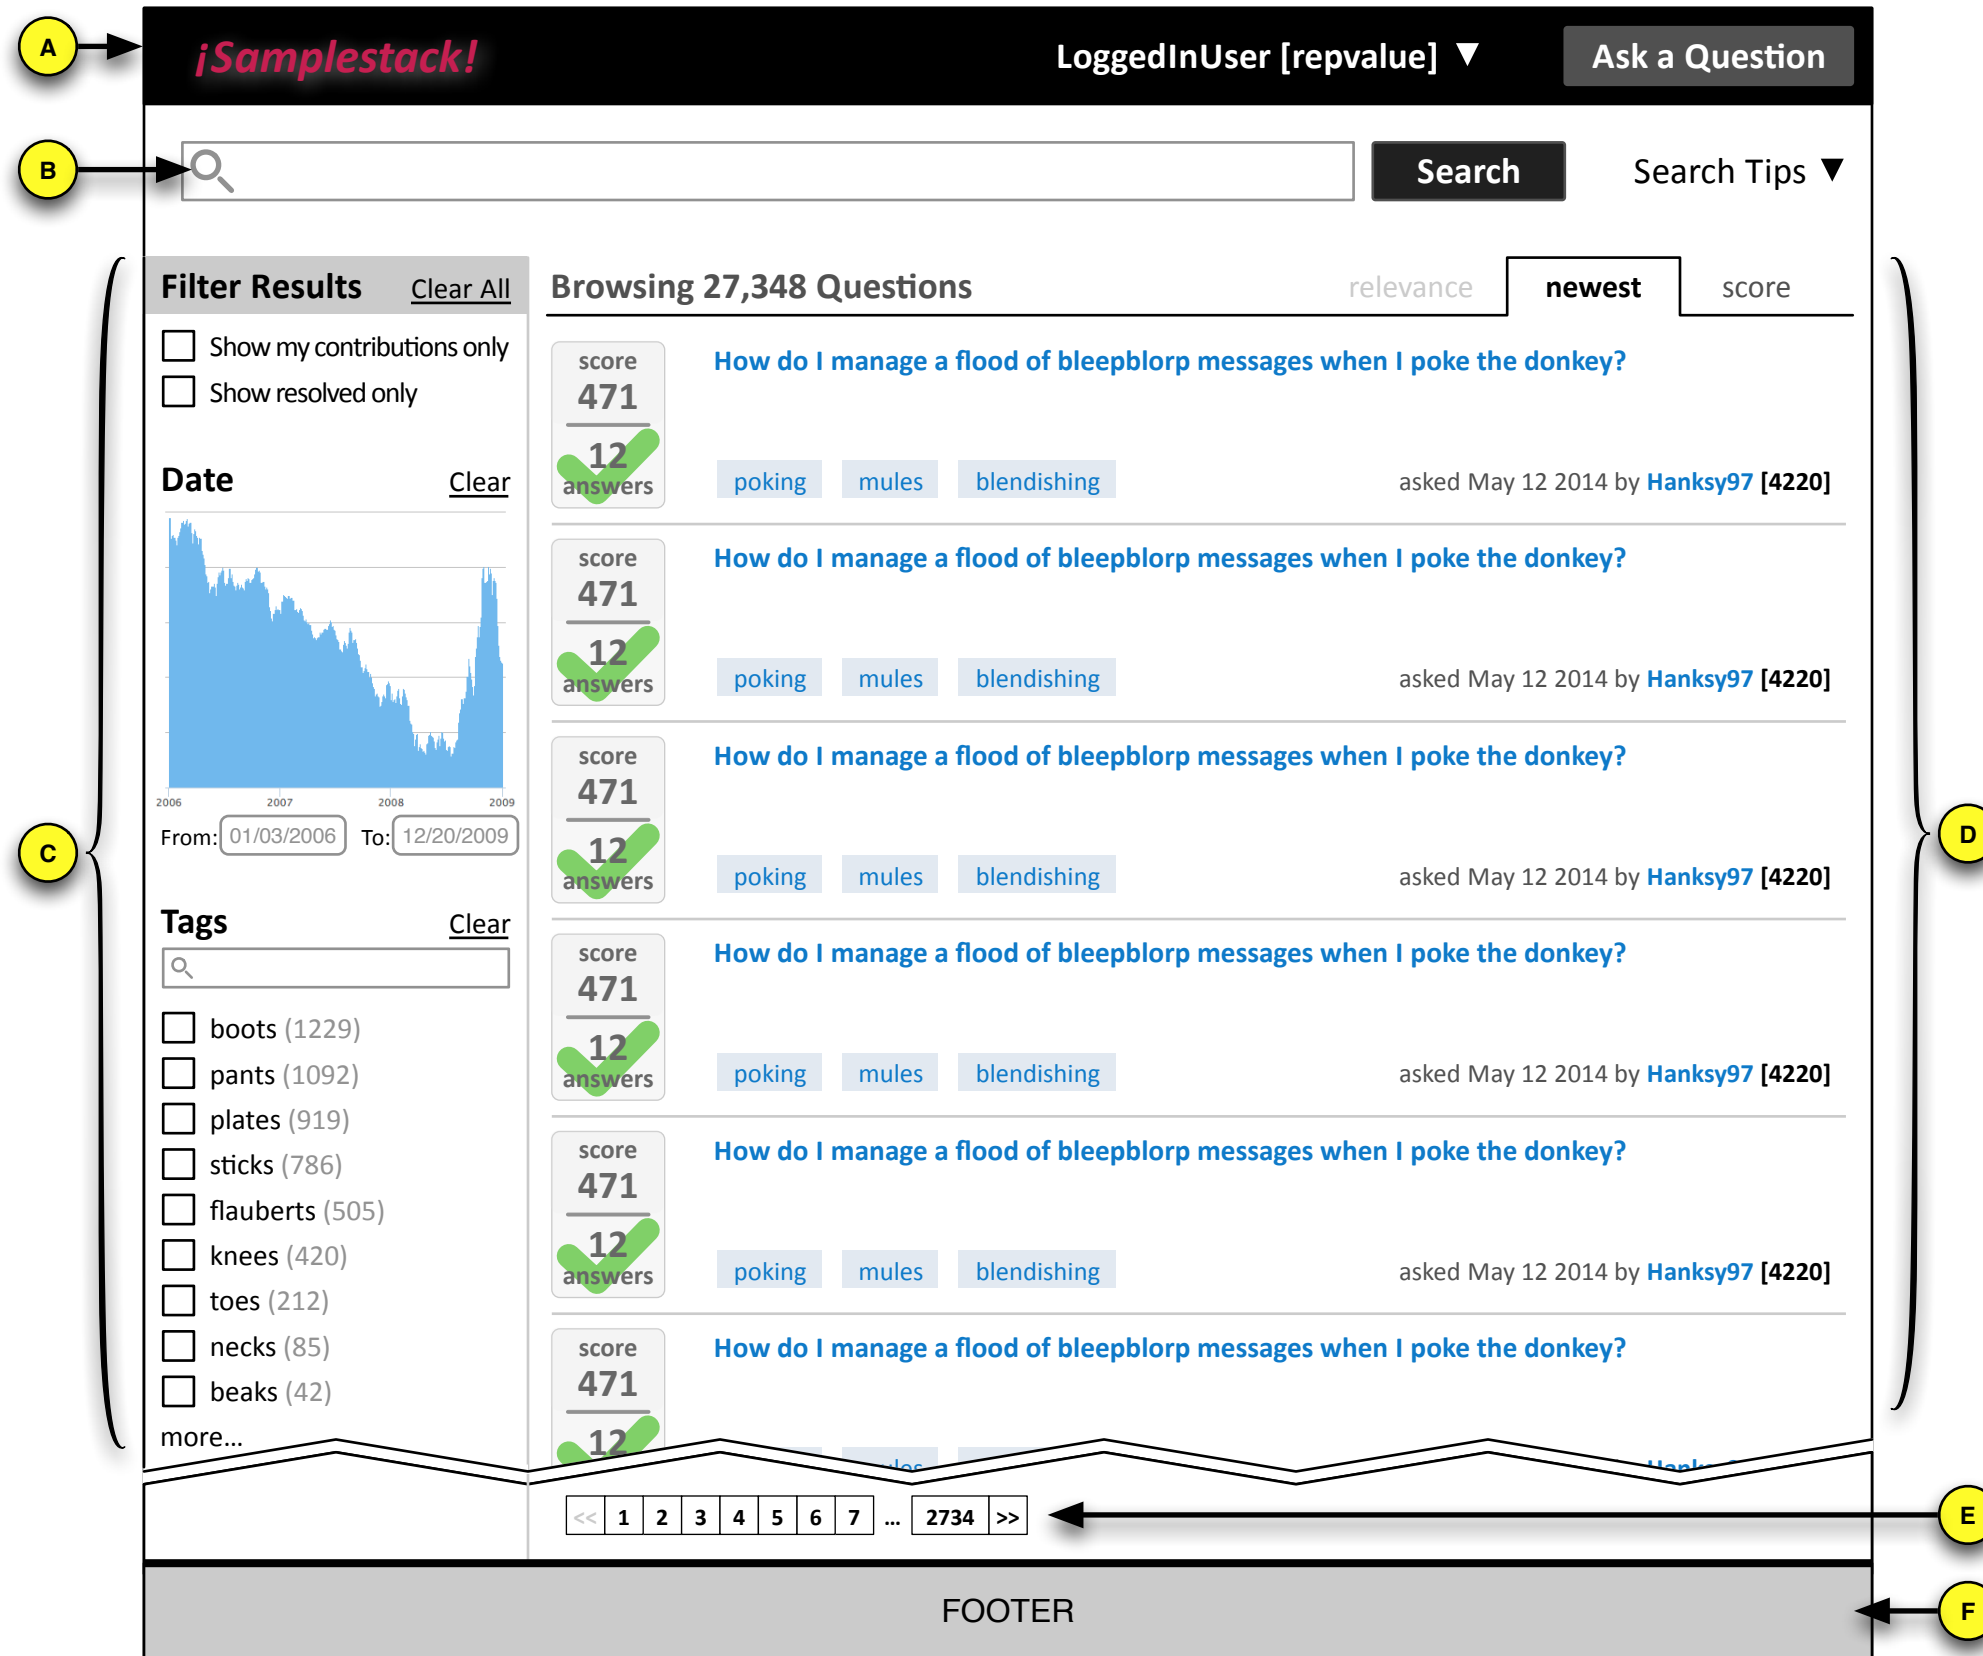 A
¡Samplestack!
LoggedInUser [repvalue] ▼
Ask a Question
B
Search
Search Tips ▼
Filter Results Clear All
Show my contributions only
Show resolved only
Date Clear
2006 2007 2008 2009
From: 01/03/2006 To: 12/20/2009
C
Tags Clear
boots (1229)
pants (1092)
plates (919)
sticks (786)
flauberts (505)
knees (420)
toes (212)
necks (85)
beaks (42)
more...
Browsing 27,348 Questions
relevance newest score
score
471
12
answers
How do I manage a flood of bleepblorp messages when I poke the donkey?
poking mules blendishing
asked May 12 2014 by Hanksy97 [4220]
score
471
12
answers
How do I manage a flood of bleepblorp messages when I poke the donkey?
poking mules blendishing
asked May 12 2014 by Hanksy97 [4220]
score
471
12
answers
How do I manage a flood of bleepblorp messages when I poke the donkey?
poking mules blendishing
asked May 12 2014 by Hanksy97 [4220]
score
471
12
answers
How do I manage a flood of bleepblorp messages when I poke the donkey?
poking mules blendishing
asked May 12 2014 by Hanksy97 [4220]
score
471
12
answers
How do I manage a flood of bleepblorp messages when I poke the donkey?
poking mules blendishing
asked May 12 2014 by Hanksy97 [4220]
score
471
12
How do I manage a flood of bleepblorp messages when I poke the donkey?
D
<< 1 2 3 4 5 6 7 ... 2734 >>
E
FOOTER
F